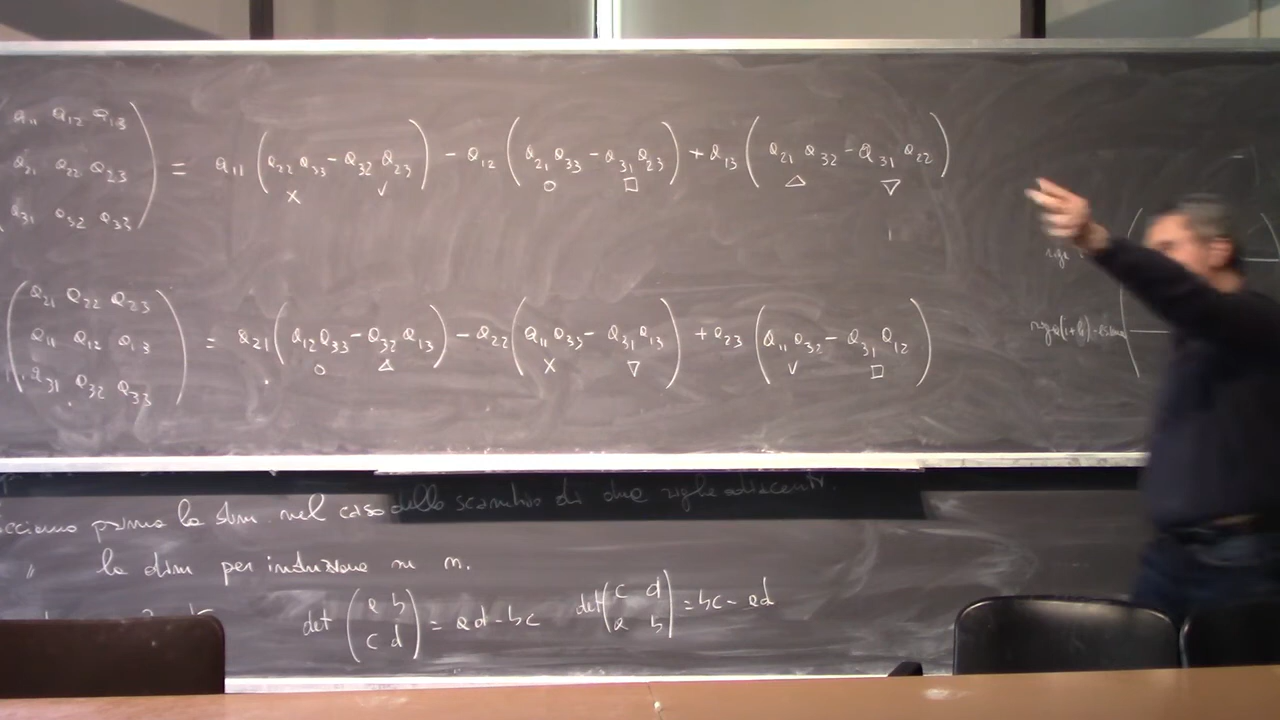 a₁₁ a₁₂ a₁₃
a₂₁ a₂₂ a₂₃
a₃₁ a₃₂ a₃₃
= a₁₁ (a₂₂ a₃₃ - a₃₂ a₂₃) - a₁₂ (a₂₁ a₃₃ - a₃₁ a₂₃) + a₁₃ (a₂₁ a₃₂ - a₃₁ a₂₂)
× ✓ ○ □ △ ▽
a₂₁ a₂₂ a₂₃
a₁₁ a₁₂ a₁₃
a₃₁ a₃₂ a₃₃
= a₂₁ (a₁₂ a₃₃ - a₃₂ a₁₃) - a₂₂ (a₁₁ a₃₃ - a₃₁ a₁₃) + a₂₃ (a₁₁ a₃₂ - a₃₁ a₁₂)
○ △ × ▽ ✓ □
prima la dim. nel caso dello scambio di due righe adiacenti.
" la dim per induzione su n.
det (a b
c d) = ad - bc det (c d
a b) = bc - ad